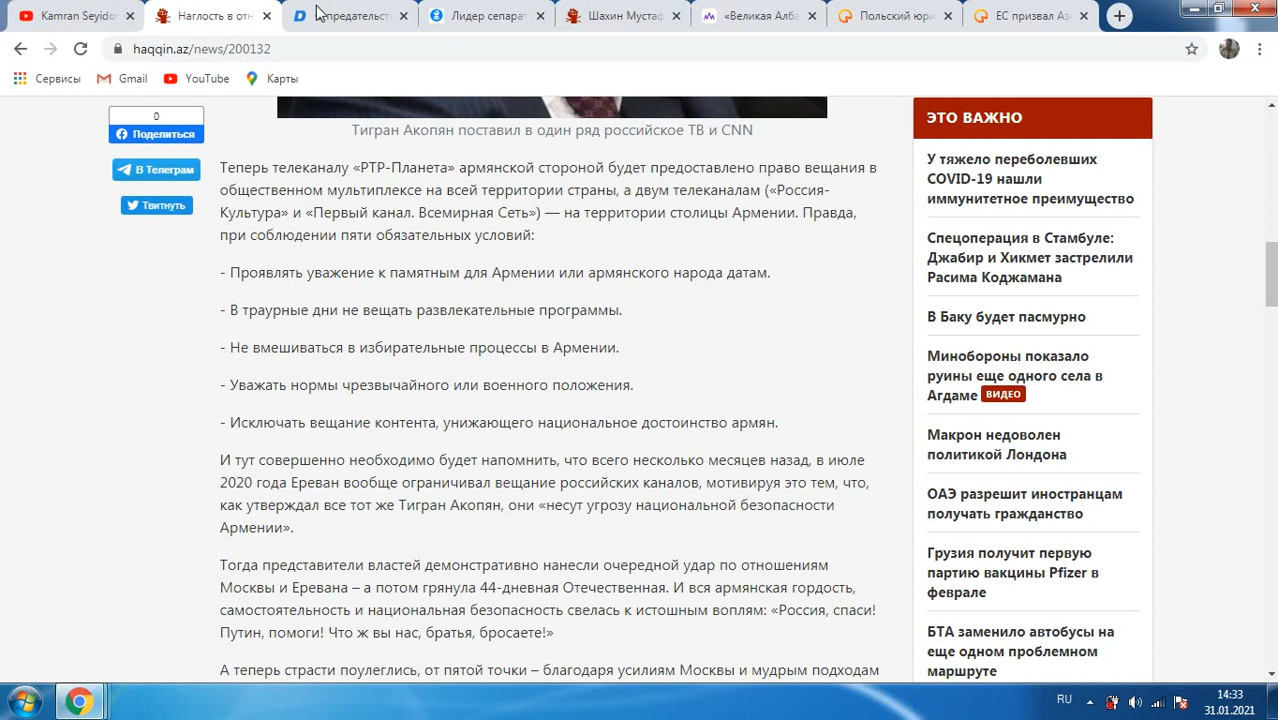 Kamran Seyido
Наглость в отн
предательст
Лидер сепарат
Шахин Мустаф
«Великая Алба
Польский юри
ЕС призвал Аз
haqqin.az/news/200132
Сервисы
Gmail
YouTube
Карты
0
Поделиться
В Телеграм
Твитнуть
Тигран Акопян поставил в один ряд российское ТВ и CNN
Теперь телеканалу «РТР-Планета» армянской стороной будет предоставлено право вещания в
общественном мультиплексе на всей территории страны, а двум телеканалам («Россия-
Культура» и «Первый канал. Всемирная Сеть») — на территории столицы Армении. Правда,
при соблюдении пяти обязательных условий:
- Проявлять уважение к памятным для Армении или армянского народа датам.
- В траурные дни не вещать развлекательные программы.
- Не вмешиваться в избирательные процессы в Армении.
- Уважать нормы чрезвычайного или военного положения.
- Исключать вещание контента, унижающего национальное достоинство армян.
И тут совершенно необходимо будет напомнить, что всего несколько месяцев назад, в июле
2020 года Ереван вообще ограничивал вещание российских каналов, мотивируя это тем, что,
как утверждал все тот же Тигран Акопян, они «несут угрозу национальной безопасности
Армении».
Тогда представители властей демонстративно нанесли очередной удар по отношениям
Москвы и Еревана – а потом грянула 44-дневная Отечественная. И вся армянская гордость,
самостоятельность и национальная безопасность свелась к истошным воплям: «Россия, спаси!
Путин, помоги! Что ж вы нас, братья, бросаете!»
А теперь страсти поулеглись, от пятой точки – благодаря усилиям Москвы и мудрым подходам
ЭТО ВАЖНО
У тяжело переболевших
COVID-19 нашли
иммунитетное преимущество
Спецоперация в Стамбуле:
Джабир и Хикмет застрелили
Расима Коджамана
В Баку будет пасмурно
Минобороны показало
руины еще одного села в
Агдаме ВИДЕО
Макрон недоволен
политикой Лондона
ОАЭ разрешит иностранцам
получать гражданство
Грузия получит первую
партию вакцины Pfizer в
феврале
БТА заменило автобусы на
еще одном проблемном
маршруте
RU
14:33
31.01.2021